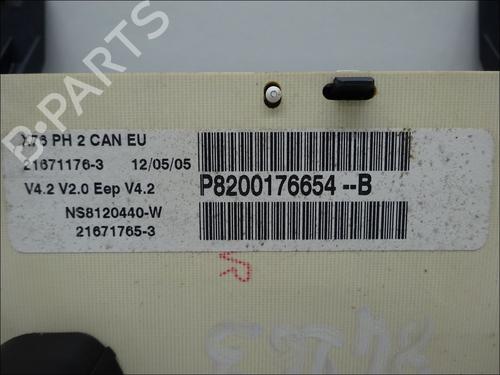 X76 PH 2 CAN EU
21671176-3 12/05/05
V4.2 V2.0 Eep V4.2
NS8120440-W
21671765-3
P8200176654--B